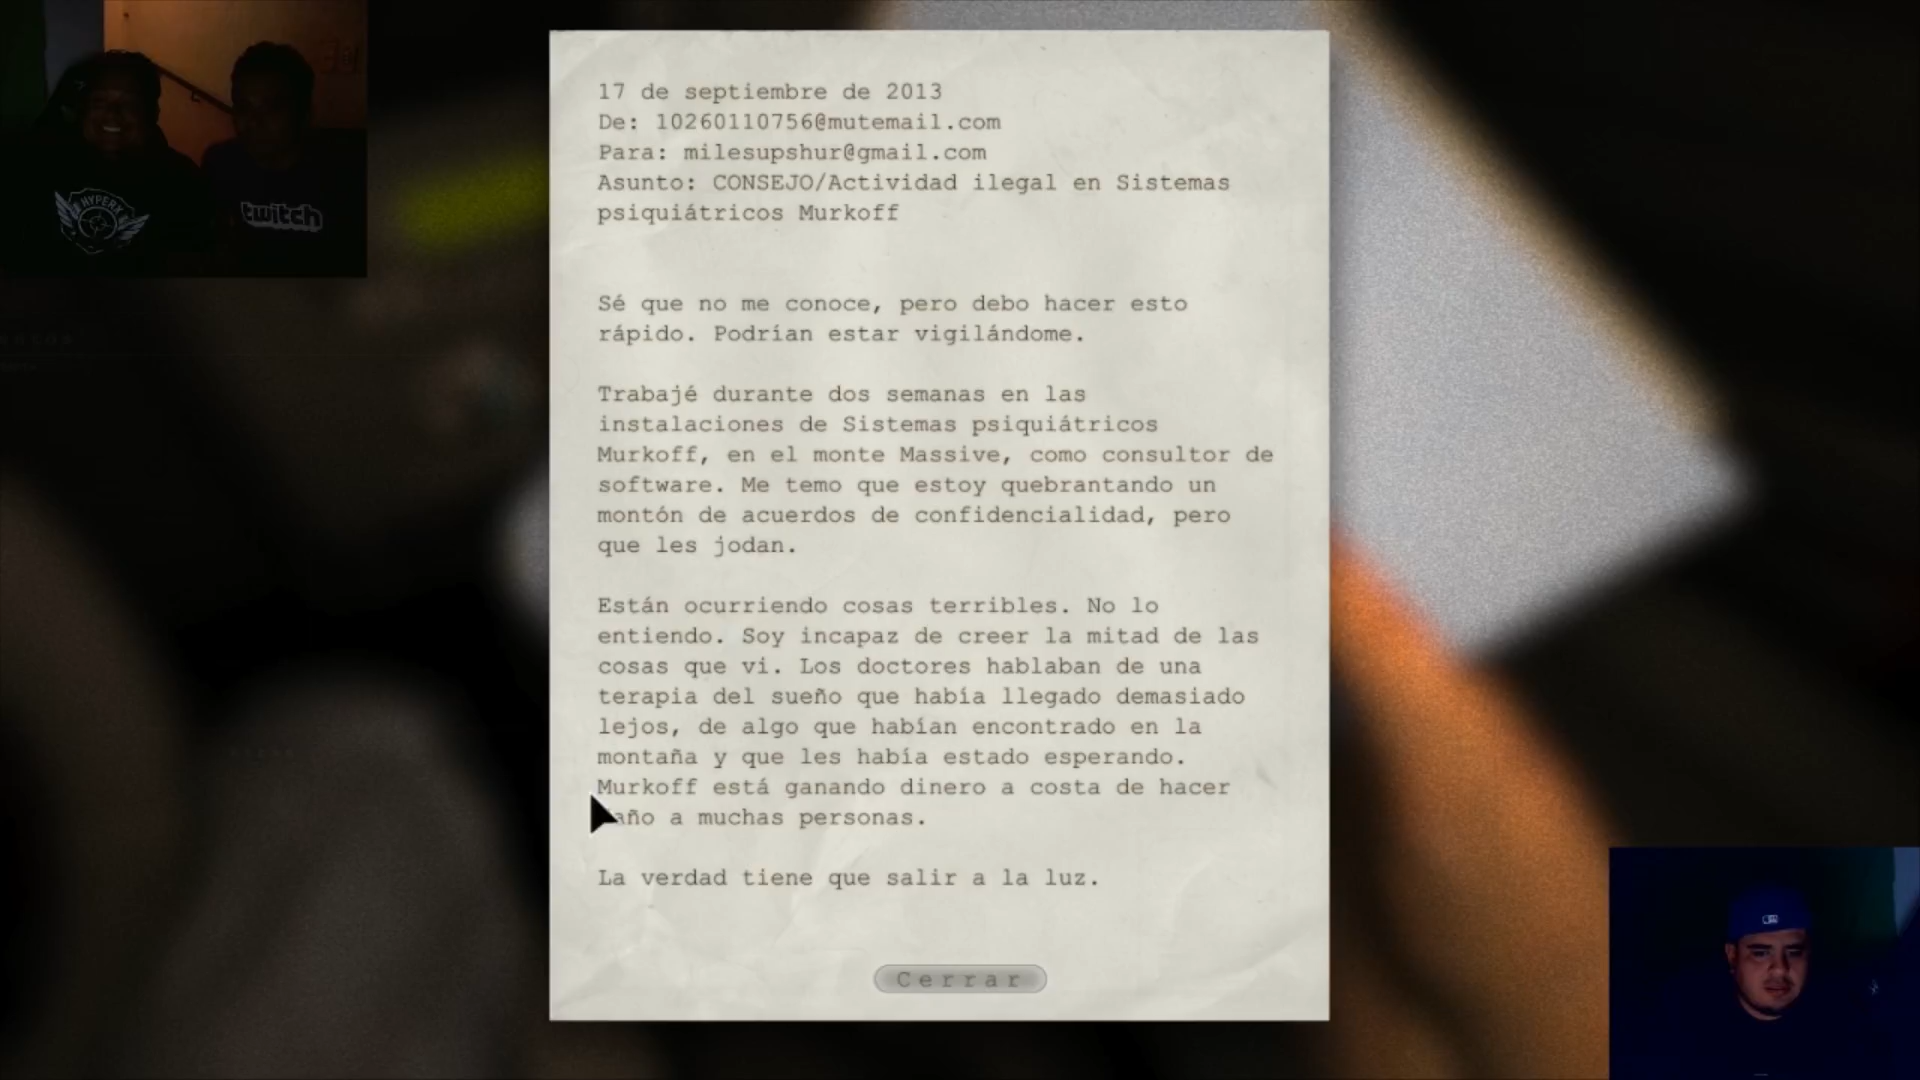 17 de septiembre de 2013
De: 10260110756@mutemail.com
Para: milesupshur@gmail.com
Asunto: CONSEJO/Actividad ilegal en Sistemas
psiquiátricos Murkoff
Sé que no me conoce, pero debo hacer esto
rápido. Podrían estar vigilándome.
Trabajé durante dos semanas en las
instalaciones de Sistemas psiquiátricos
Murkoff, en el monte Massive, como consultor de
software. Me temo que estoy quebrantando un
montón de acuerdos de confidencialidad, pero
que les jodan.
Están ocurriendo cosas terribles. No lo
entiendo. Soy incapaz de creer la mitad de las
cosas que vi. Los doctores hablaban de una
terapia del sueño que había llegado demasiado
lejos, de algo que habían encontrado en la
montaña y que les había estado esperando.
Murkoff está ganando dinero a costa de hacer
daño a muchas personas.
La verdad tiene que salir a la luz.
Cerrar
HYPERX
twitch